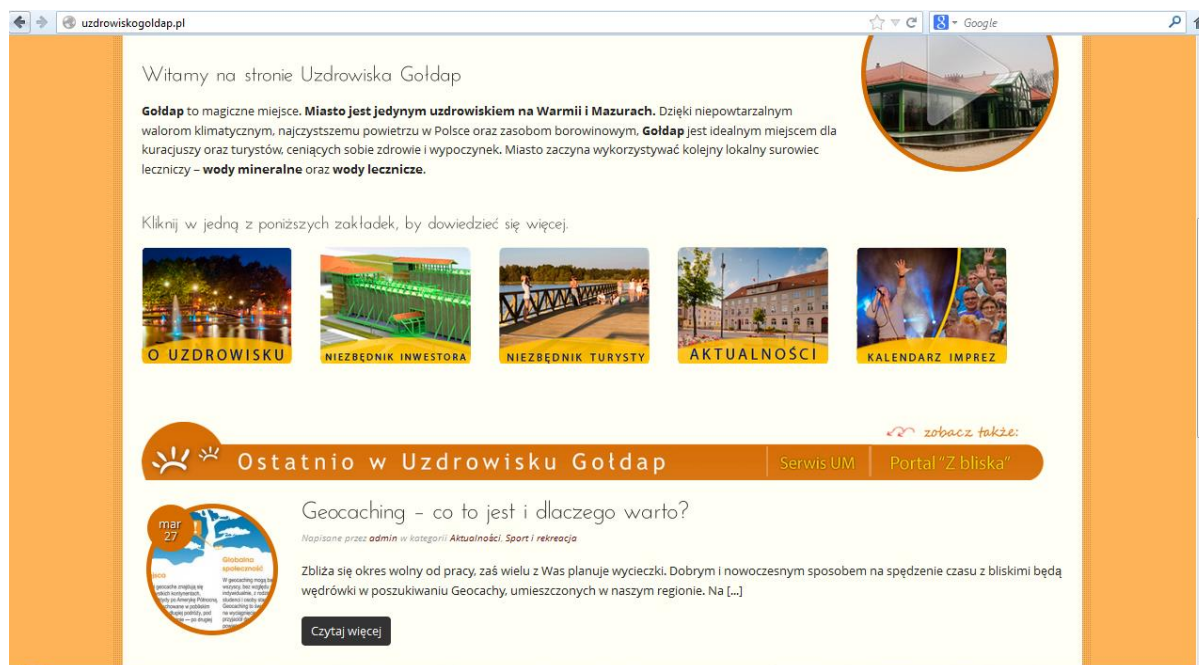 uzdrowiskogoldap.pl
Google
Witamy na stronie Uzdrowiska Gołdap
Gołdap to magiczne miejsce. Miasto jest jedynym uzdrowiskiem na Warmii i Mazurach. Dzięki niepowtarzalnym
walorom klimatycznym, najczystszemu powietrzu w Polsce oraz zasobom borowinowym, Gołdap jest idealnym miejscem dla
kuracjuszy oraz turystów, ceniących sobie zdrowie i wypoczynek. Miasto zaczyna wykorzystywać kolejny lokalny surowiec
leczniczy – wody mineralne oraz wody lecznicze.
Kliknij w jedną z poniższych zakładek, by dowiedzieć się więcej.
O UZDROWISKU
NIEZBĘDNIK INWESTORA
NIEZBĘDNIK TURYSTY
AKTUALNOŚCI
KALENDARZ IMPREZ
zobacz także:
Ostatnio w Uzdrowisku Gołdap
Serwis UM
Portal "Z bliska"
mar
27
Globalna
społeczność
Geocaching – co to jest i dlaczego warto?
Napisane przez admin w kategorii Aktualności, Sport i rekreacja
Zbliża się okres wolny od pracy, zaś wielu z Was planuje wycieczki. Dobrym i nowoczesnym sposobem na spędzenie czasu z bliskimi będą
wędrówki w poszukiwaniu Geocachy, umieszczonych w naszym regionie. Na [...]
Czytaj więcej